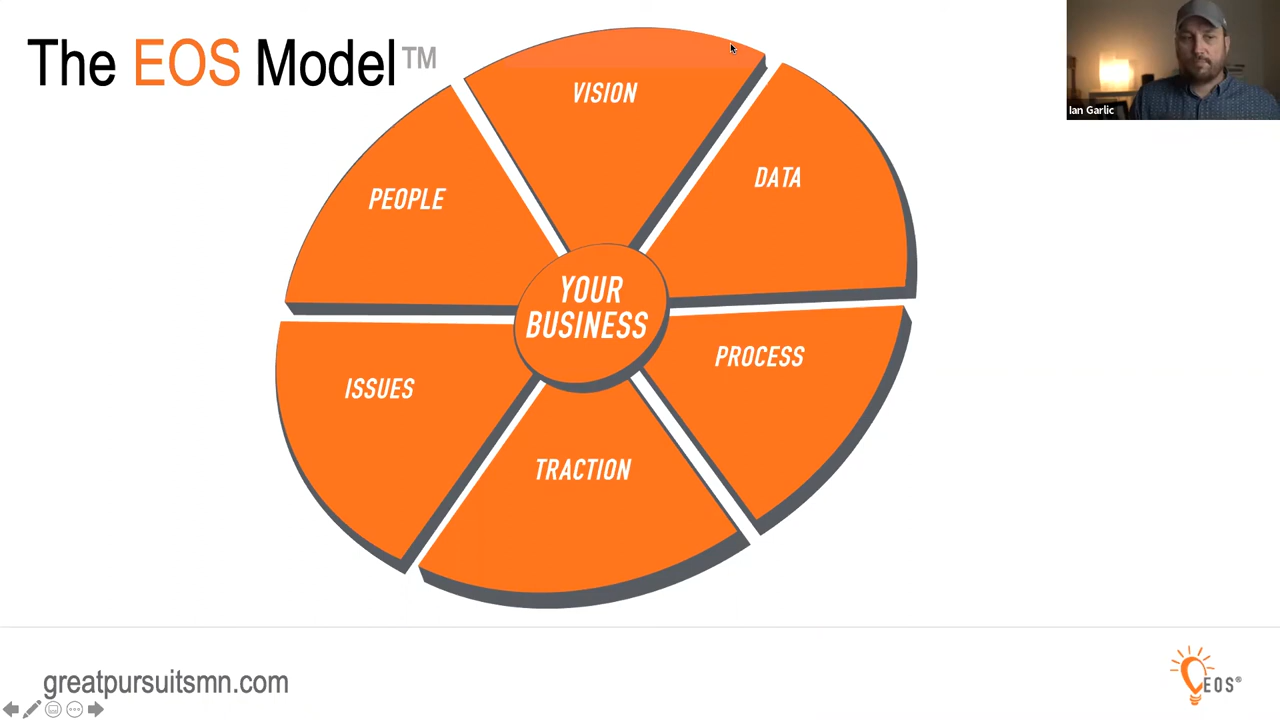 The EOS Model™
Ian Garlic
VISION
DATA
PEOPLE
YOUR
BUSINESS
PROCESS
ISSUES
TRACTION
greatpursuitsmn.com
EOS®